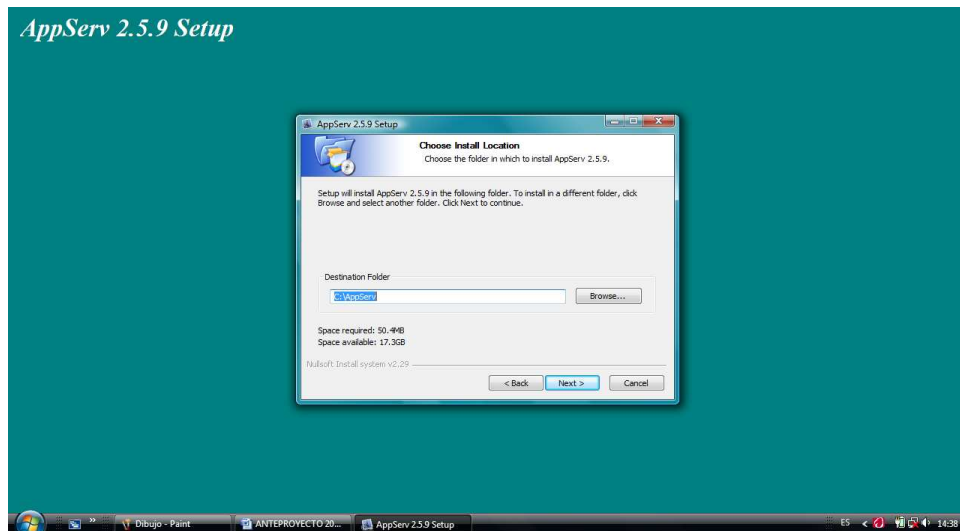 AppServ 2.5.9 Setup
AppServ 2.5.9 Setup
Choose Install Location
Choose the folder in which to install AppServ 2.5.9.
Setup will install AppServ 2.5.9 in the following folder. To install in a different folder, click
Browse and select another folder. Click Next to continue.
Destination Folder
C:\AppServ
Browse...
Space required: 50.4MB
Space available: 17.3GB
Nullsoft Install system v2.29
< Back
Next >
Cancel
Dibujo - Paint
ANTEPROYECTO 20...
AppServ 2.5.9 Setup
ES
14:38